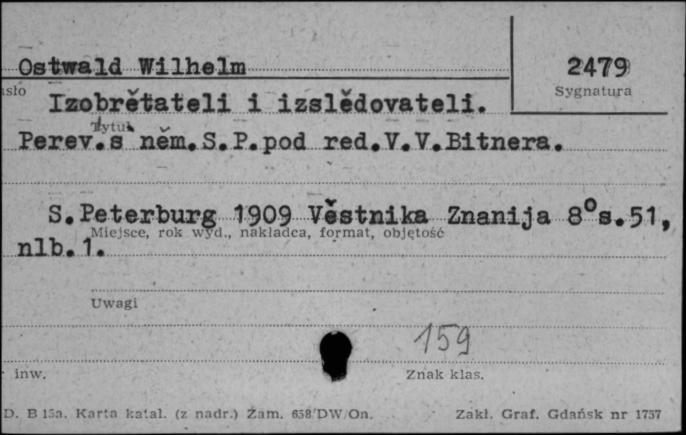 Ostwald Wilhelm
2479
Sygnatura
Izobrětateli i izslědovateli.
Tytuł
Perev.s něm.S.P.pod red.V.V.Bitnera.
S.Peterburg 1909 Věstnika Znanija 8° s.51,
Miejsce, rok wyd., nakładca, format, objętość
nlb.1.
Uwagi
159
inw.
Znak klas.
D. B 15a. Karta katal. (z nadr.) Zam. 658/DW/On.
Zakł. Graf. Gdańsk nr 1757